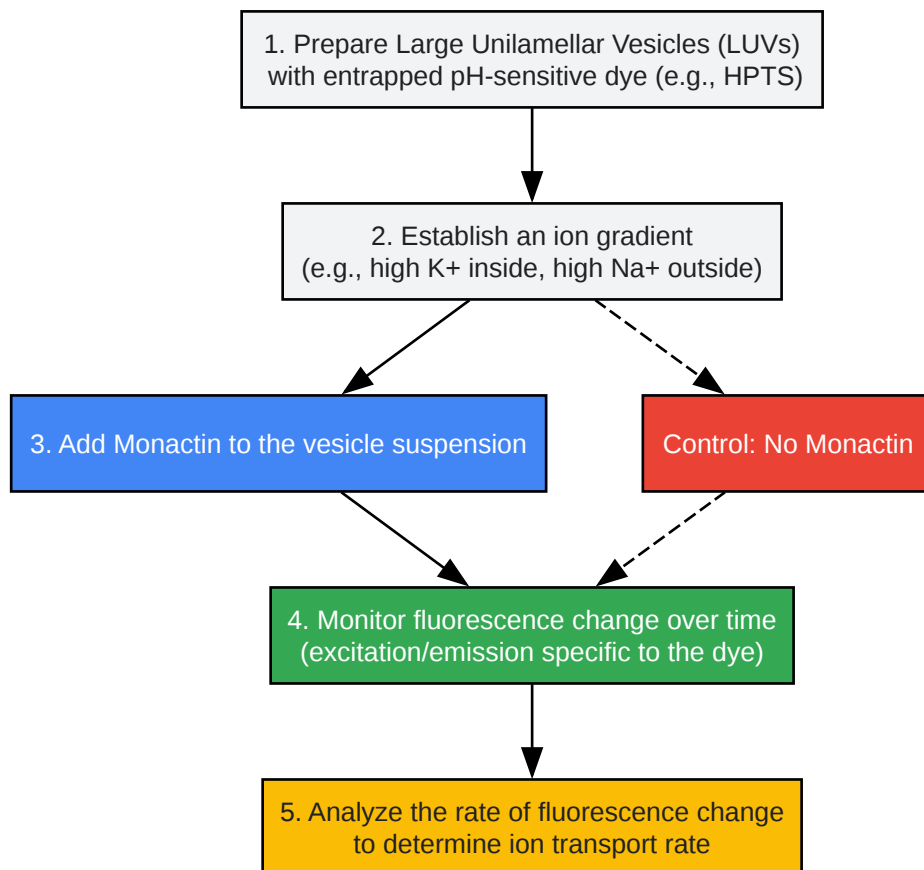 1. Prepare Large Unilamellar Vesicles (LUVs)
with entrapped pH-sensitive dye (e.g., HPTS)
2. Establish an ion gradient
(e.g., high K+ inside, high Na+ outside)
3. Add Monactin to the vesicle suspension
Control: No Monactin
4. Monitor fluorescence change over time
(excitation/emission specific to the dye)
5. Analyze the rate of fluorescence change
to determine ion transport rate